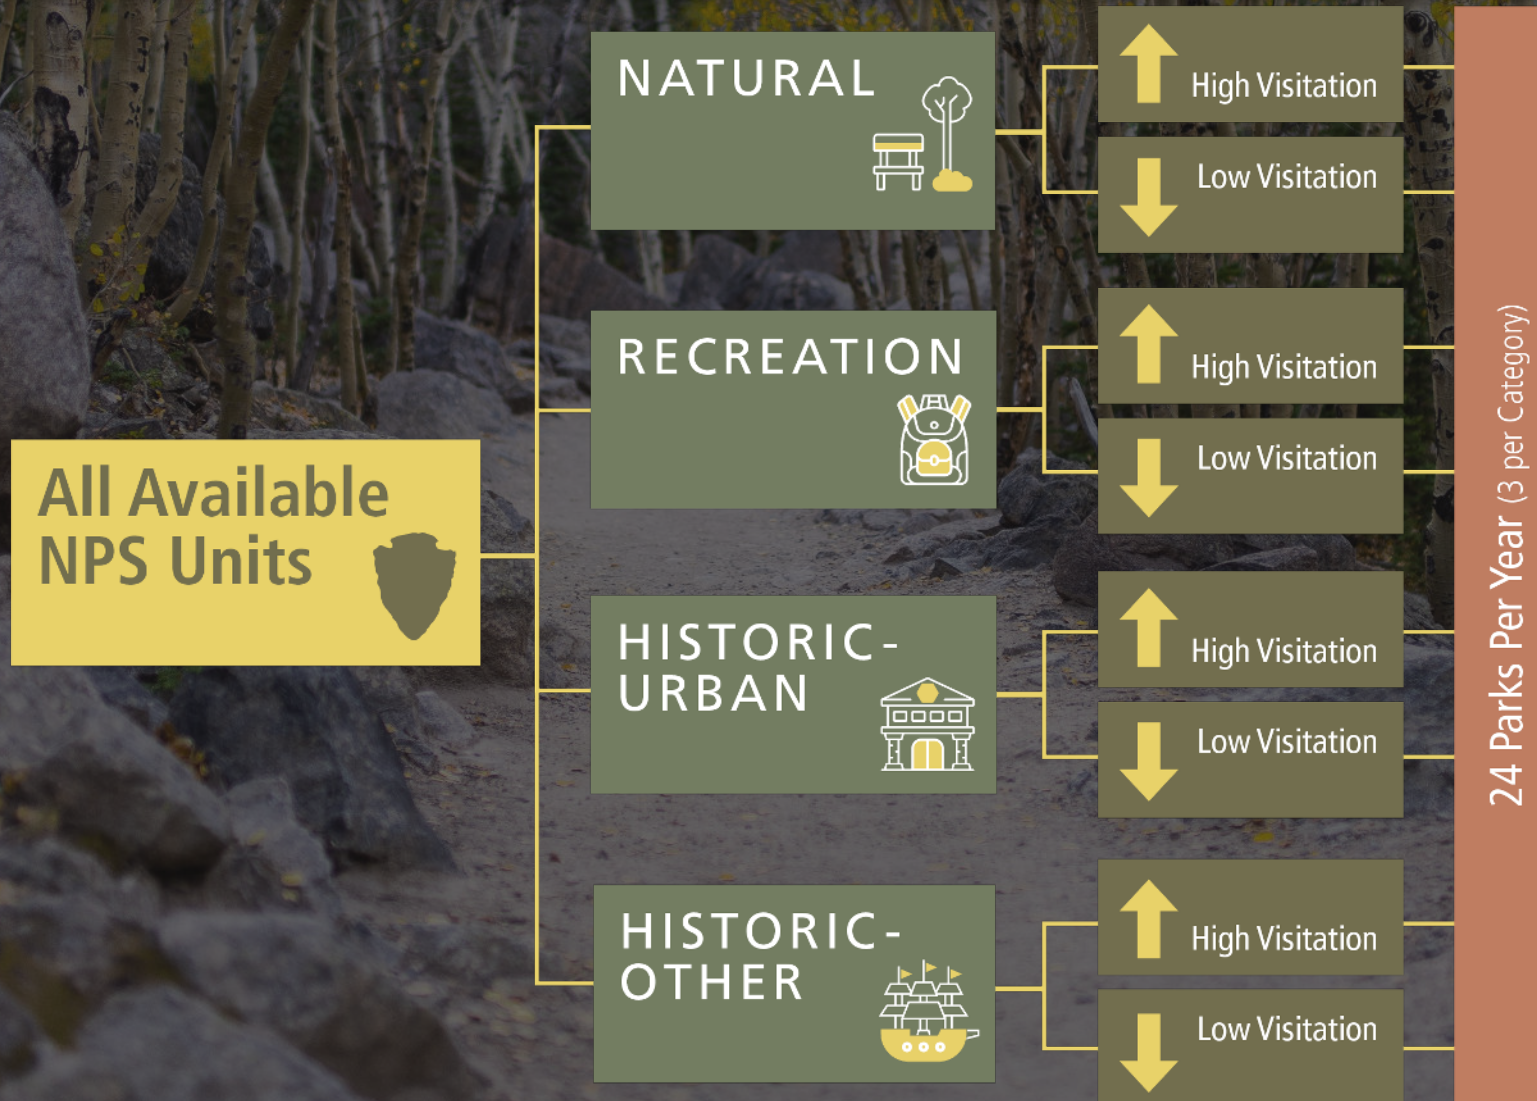 All Available
NPS Units
NATURAL
High Visitation
Low Visitation
RECREATION
High Visitation
Low Visitation
HISTORIC-
URBAN
High Visitation
Low Visitation
HISTORIC-
OTHER
High Visitation
Low Visitation
24 Parks Per Year (3 per Category)